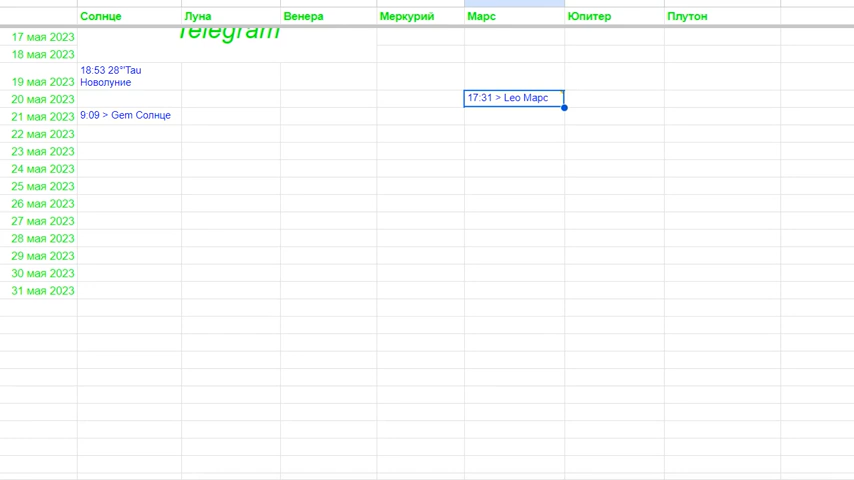 Солнце Луна Венера Меркурий Марс Юпитер Плутон
Telegram
17 мая 2023
18 мая 2023
18:53 28°'Tau
19 мая 2023 Новолуние
20 мая 2023 17:31 > Leo Марс
21 мая 2023 9:09 > Gem Солнце
22 мая 2023
23 мая 2023
24 мая 2023
25 мая 2023
26 мая 2023
27 мая 2023
28 мая 2023
29 мая 2023
30 мая 2023
31 мая 2023